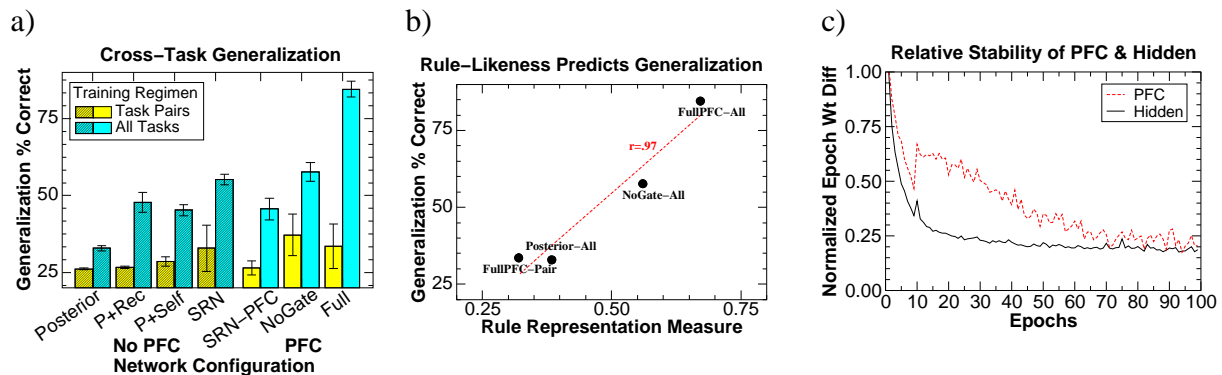 a)
Cross-Task Generalization
Generalization % Correct
75
50
25
Training Regimen
Task Pairs
All Tasks
Posterior
P+Rec
P+Self
SRN
SRN-PFC
NoGate
Full
No PFC
PFC
Network Configuration
b)
Rule-Likeness Predicts Generalization
Generalization % Correct
75
50
25
FullPFC-All
r=.97
NoGate-All
Posterior-All
FullPFC-Pair
0.25
0.50
0.75
Rule Representation Measure
c)
Relative Stability of PFC & Hidden
Normalized Epoch Wt Diff
1.00
0.75
0.50
0.25
0.00
PFC
Hidden
0 10 20 30 40 50 60 70 80 90 100
Epochs